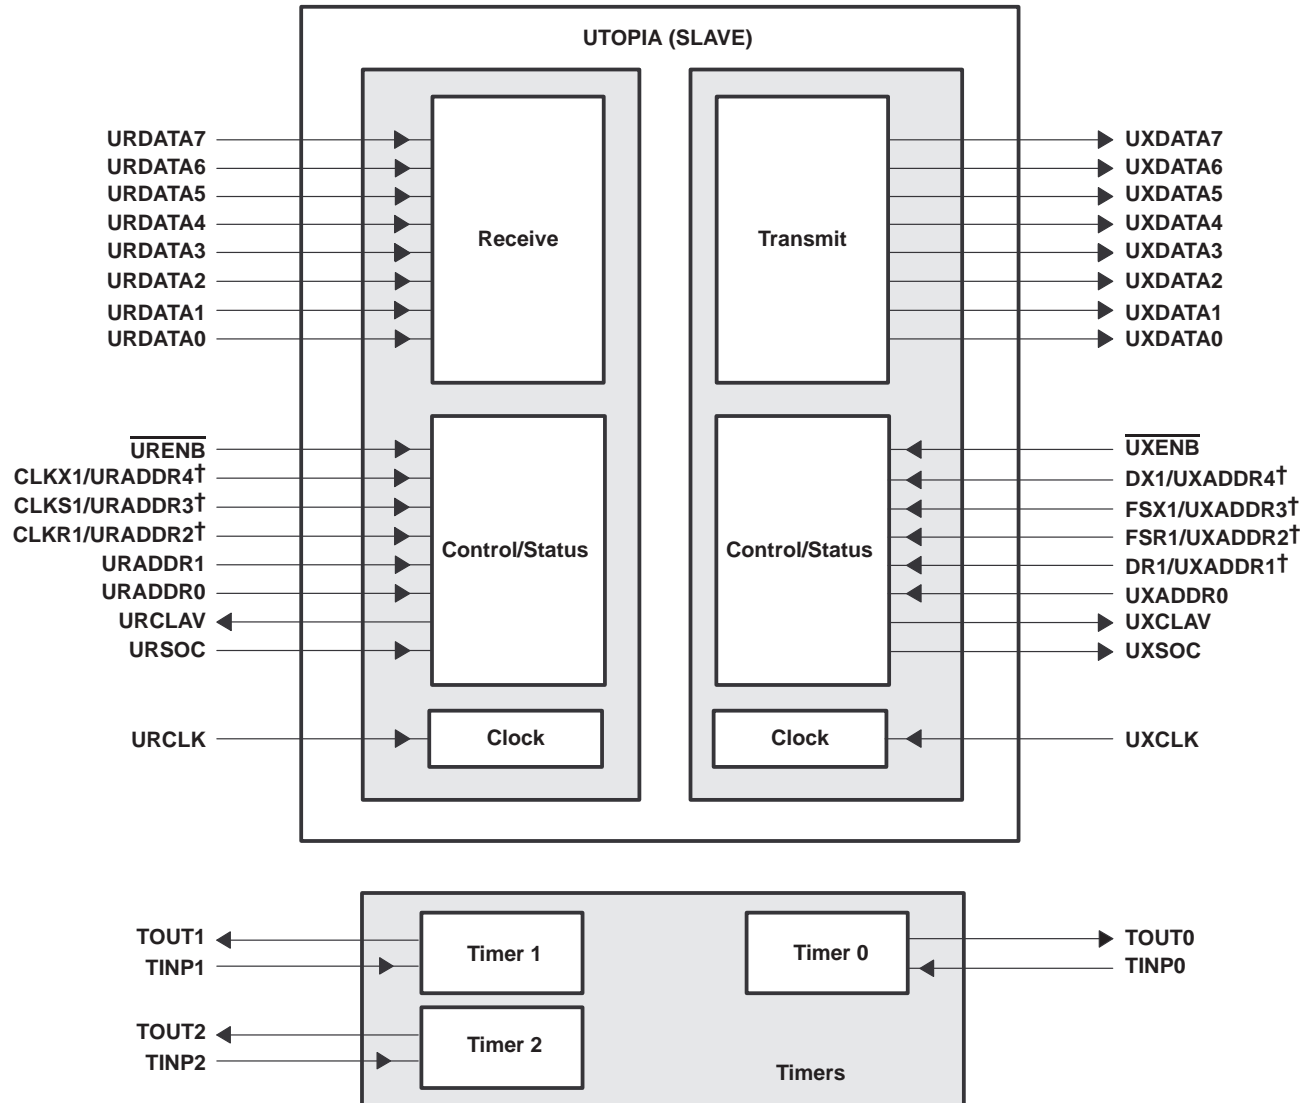 UTOPIA (SLAVE)
URDATA7
URDATA6
URDATA5
URDATA4
URDATA3
URDATA2
URDATA1
URDATA0
Receive
Transmit
UXDATA7
UXDATA6
UXDATA5
UXDATA4
UXDATA3
UXDATA2
UXDATA1
UXDATA0
URENB
CLKX1/URADDR4†
CLKS1/URADDR3†
CLKR1/URADDR2†
URADDR1
URADDR0
URCLAV
URSOC
Control/Status
Control/Status
UXENB
DX1/UXADDR4†
FSX1/UXADDR3†
FSR1/UXADDR2†
DR1/UXADDR1†
UXADDR0
UXCLAV
UXSOC
URCLK
Clock
Clock
UXCLK
TOUT1
TINP1
Timer 1
Timer 0
TOUT0
TINP0
TOUT2
TINP2
Timer 2
Timers